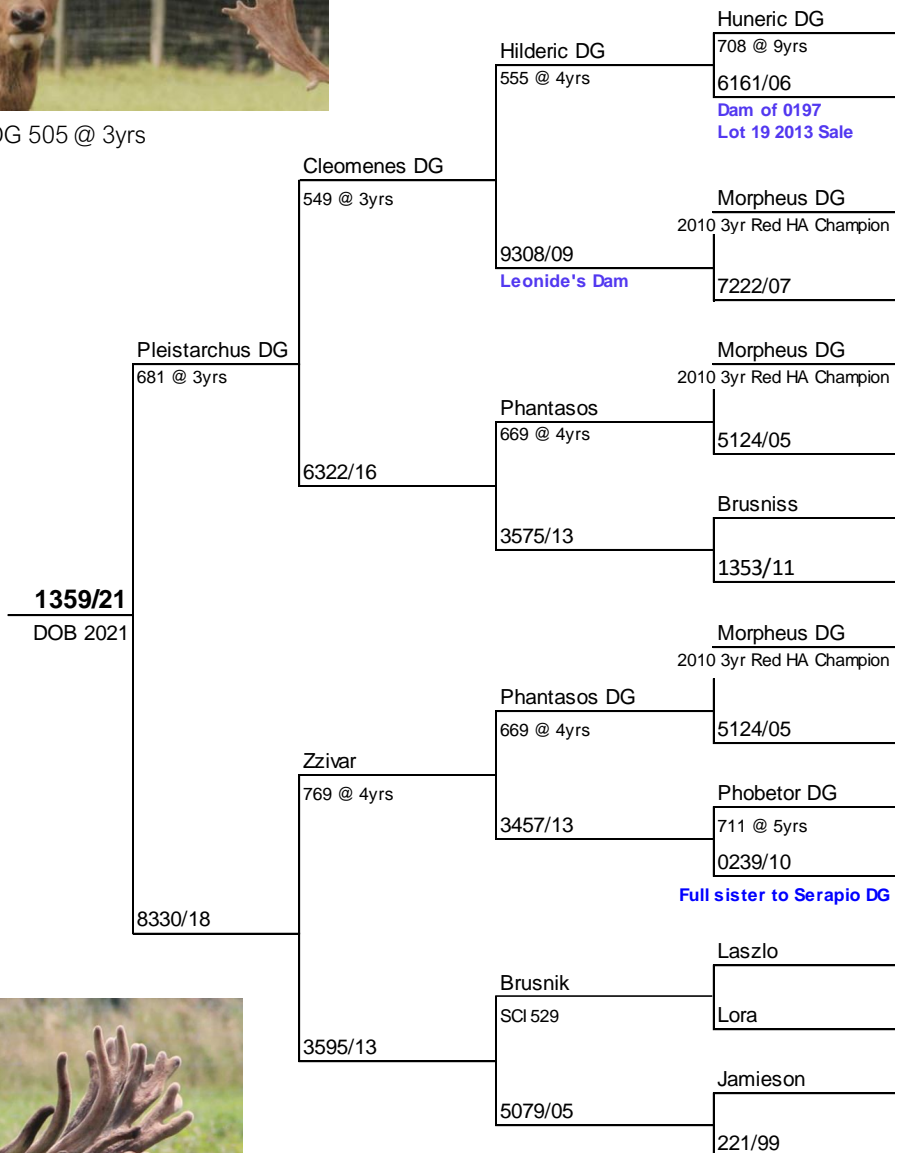 DG 505 @ 3yrs
1359/21
DOB 2021
Pleistarchus DG
681 @ 3yrs
8330/18
Cleomenes DG
549 @ 3yrs
6322/16
Zzivar
769 @ 4yrs
3595/13
Hilderic DG
555 @ 4yrs
9308/09
Leonide's Dam
Phantasos
669 @ 4yrs
3575/13
Phantasos DG
669 @ 4yrs
3457/13
Brusnik
SCI 529
5079/05
Huneric DG
708 @ 9yrs
6161/06
Dam of 0197
Lot 19 2013 Sale
Morpheus DG
2010 3yr Red HA Champion
7222/07
Morpheus DG
2010 3yr Red HA Champion
5124/05
Brusniss
1353/11
Morpheus DG
2010 3yr Red HA Champion
5124/05
Phobetor DG
711 @ 5yrs
0239/10
Full sister to Serapio DG
Laszlo
Lora
Jamieson
221/99